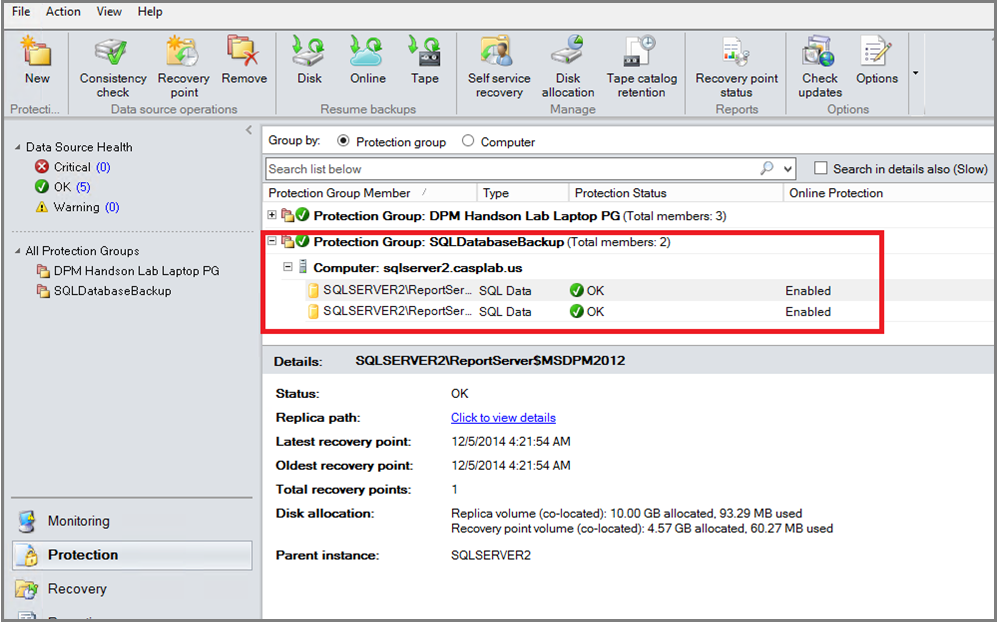 File Action View Help
New Consistency check Recovery point Remove Disk Online Tape Self service recovery Disk allocation Tape catalog retention Recovery point status Check updates Options
Protecti... Data source operations Resume backups Manage Reports Options
Data Source Health
Critical (0)
OK (5)
Warning (0)
All Protection Groups
DPM Handson Lab Laptop PG
SQLDatabaseBackup
Monitoring
Protection
Recovery
Group by: Protection group Computer
Search list below Search in details also (Slow)
Protection Group Member Type Protection Status Online Protection
Protection Group: DPM Handson Lab Laptop PG (Total members: 3)
Protection Group: SQLDatabaseBackup (Total members: 2)
Computer: sqlserver2.casplab.us
SQLSERVER2\ReportSer... SQL Data OK Enabled
SQLSERVER2\ReportSer... SQL Data OK Enabled
Details: SQLSERVER2\ReportServer$MSDPM2012
Status: OK
Replica path: Click to view details
Latest recovery point: 12/5/2014 4:21:54 AM
Oldest recovery point: 12/5/2014 4:21:54 AM
Total recovery points: 1
Disk allocation: Replica volume (co-located): 10.00 GB allocated, 93.29 MB used
Recovery point volume (co-located): 4.57 GB allocated, 60.27 MB used
Parent instance: SQLSERVER2